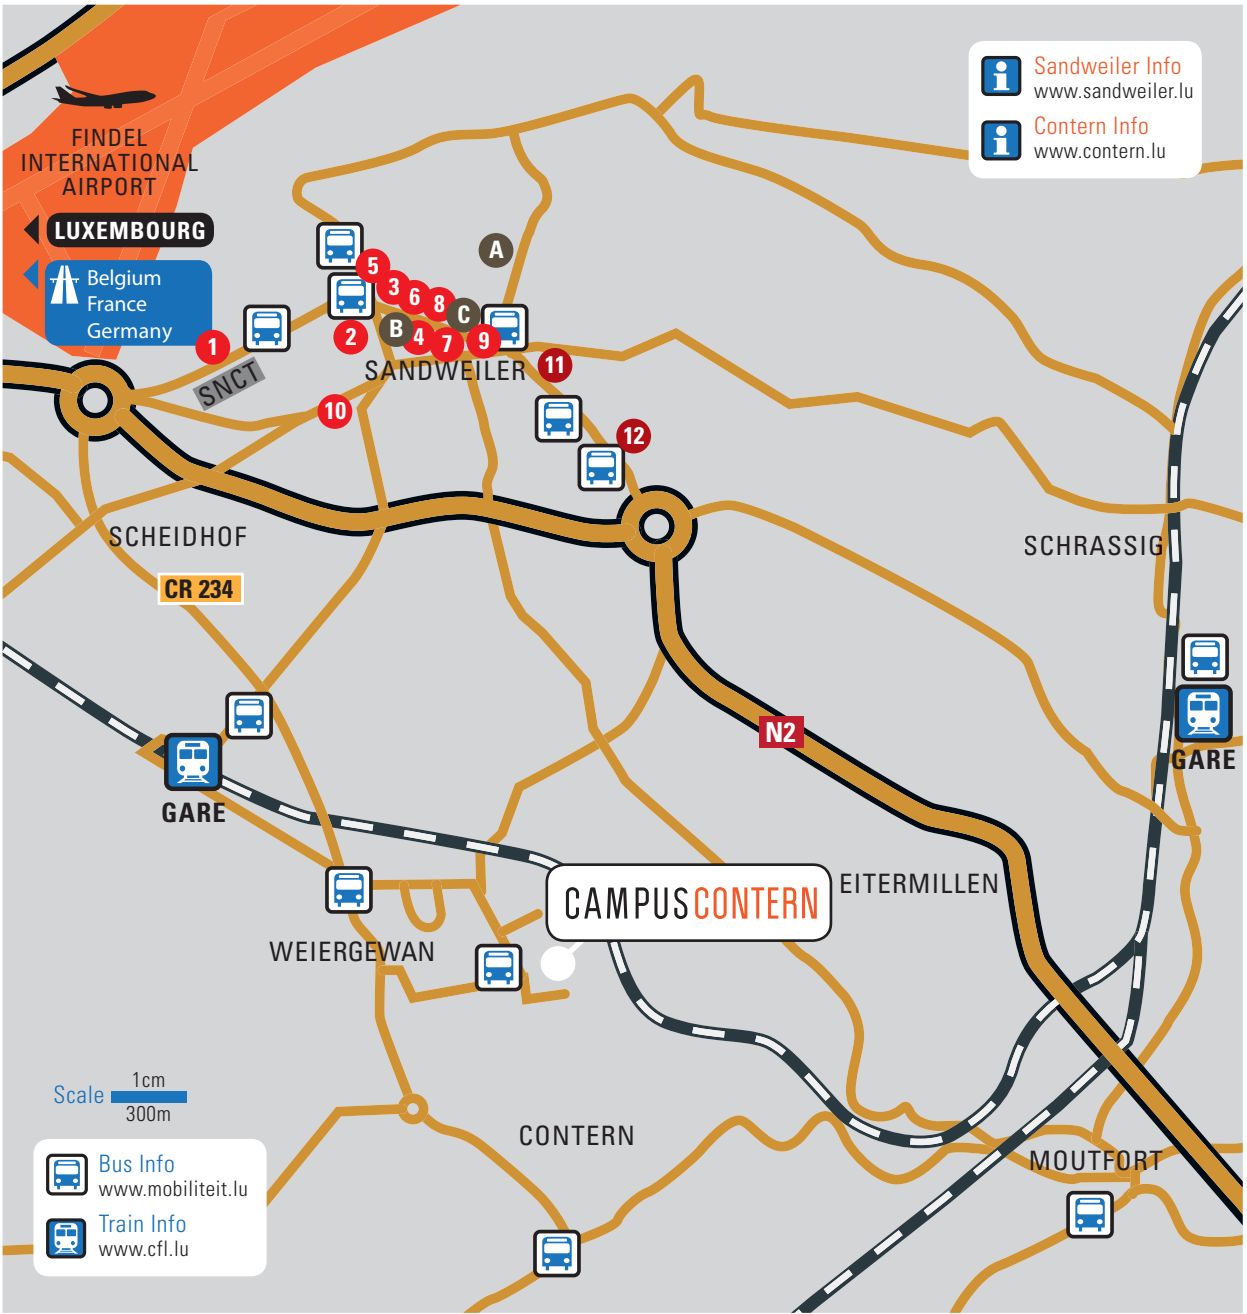 Sandweiler Info
www.sandweiler.lu
Contern Info
www.contern.lu
FINDEL
INTERNATIONAL
AIRPORT
LUXEMBOURG
Belgium
France
Germany
A
5
3
6
8
C
B
4
7
9
1
2
SNCT
SANDWEILER
11
10
12
SCHEIDHOF
SCHRASSIG
CR 234
N2
GARE
GARE
CAMPUSCONTERN
EITERMILLEN
WEIERGEWAN
Scale
1cm
300m
CONTERN
MOUTFORT
Bus Info
www.mobiliteit.lu
Train Info
www.cfl.lu